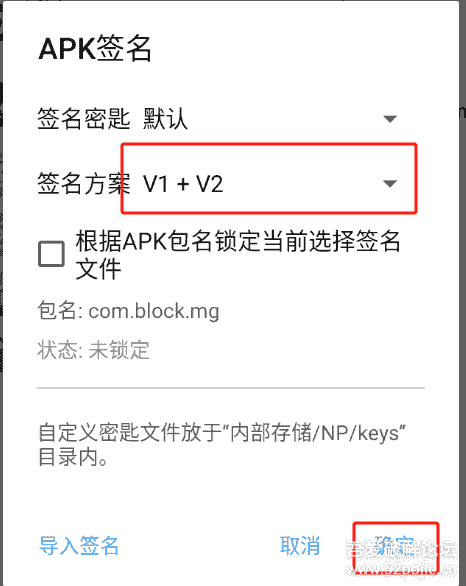 APK签名
签名密匙 默认
签名方案 V1 + V2
根据APK包名锁定当前选择签名
文件
包名: com.block.mg
状态: 未锁定
自定义密匙文件放于“内部存储/NP/keys”
目录内。
导入签名 取消 确定